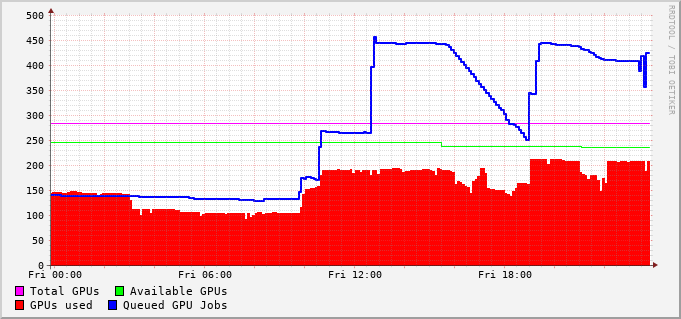 500
450
400
350
300
250
200
150
100
50
0
Fri 00:00 Fri 06:00 Fri 12:00 Fri 18:00
Total GPUs Available GPUs
GPUs used Queued GPU Jobs
RRDTOOL / TOBI OETIKER